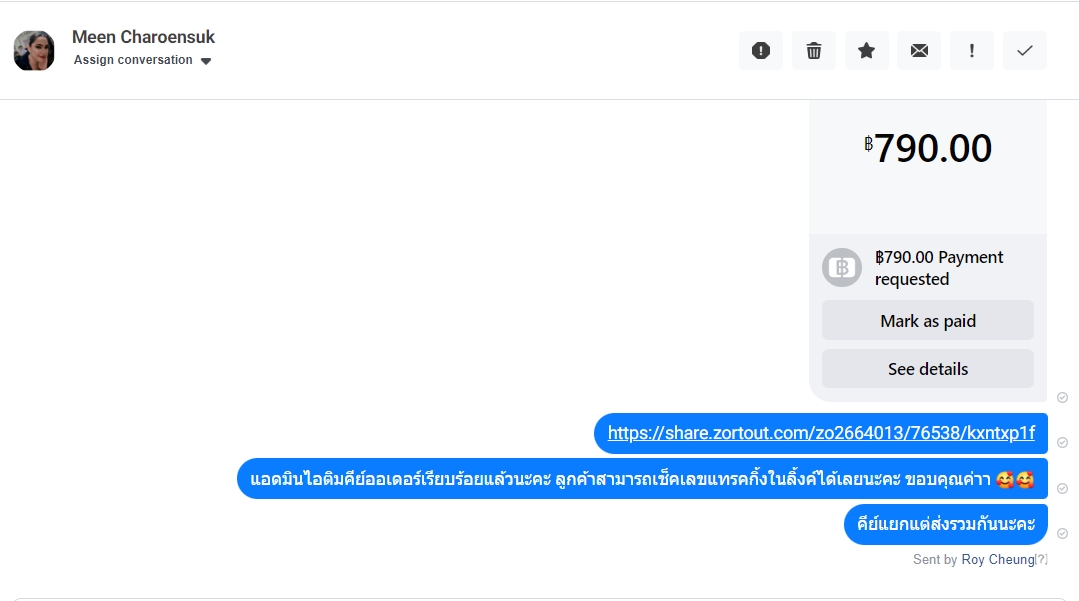 Meen Charoensuk
Assign conversation
฿790.00
฿790.00 Payment
requested
Mark as paid
See details
https://share.zortout.com/zo2664013/76538/kxntxp1f
แอดมินไอติมคีย์ออเดอร์เรียบร้อยแล้วนะคะ ลูกค้าสามารถเช็คเลขแทรคกิ้งในลิ้งค์ได้เลยนะคะ ขอบคุณค่าา 🥰🥰
คีย์แยกแต่ส่งรวมกันนะคะ
Sent by Roy Cheung[?]